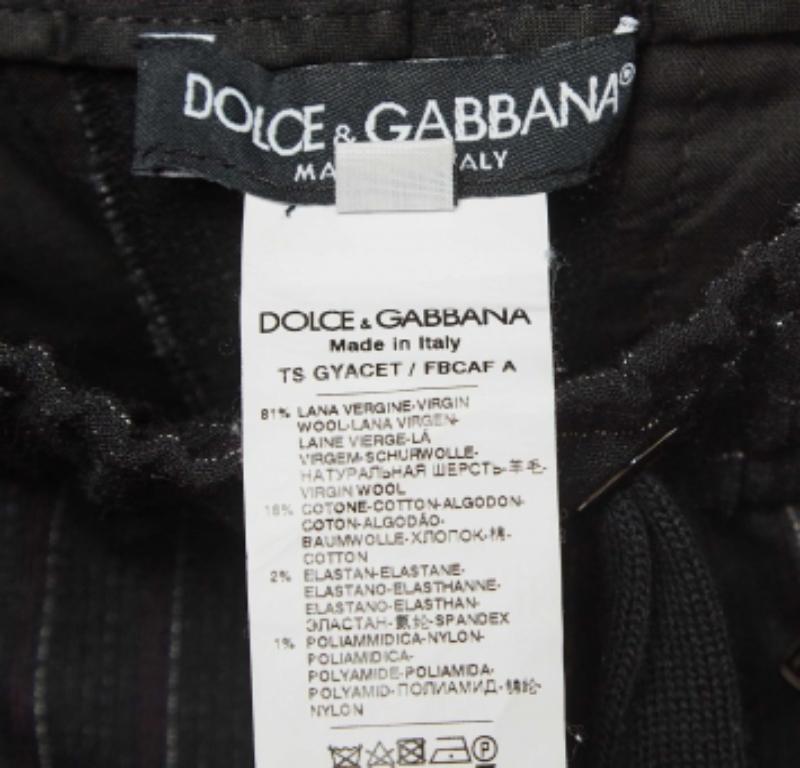 DOLCE & GABBANA®
MA ALY
DOLCE & GABBANA
Made in Italy
TS GYACET / FBCAF A
81% LANA VERGINE-VIRGIN
WOOL-LANA VIRGEN-
LAINE VIERGE-LÃ
VIRGEM-SCHURWOLLE-
НАТУРАЛЬНАЯ ШЕРСТЬ-羊毛-
VIRGIN WOOL
16% COTONE-COTTON-ALGODON-
COTON-ALGODÃO-
BAUMWOLLE-ХЛОПОК-棉-
COTTON
2% ELASTAN-ELASTANE-
ELASTANO-ELASTHANNE-
ELASTANO-ELASTHAN-
ЭЛАСТАН-氨纶-SPANDEX
1% POLIAMMIDICA-NYLON-
POLIAMIDICA-
POLYAMIDE-POLIAMIDA-
POLYAMID-ПОЛИАМИД-锦纶-
NYLON
P